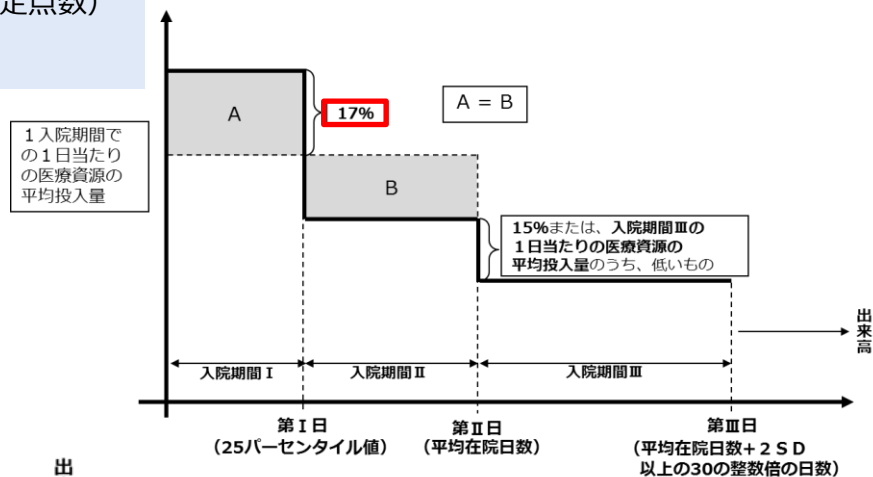 定点数）
A
17%
A = B
１入院期間で
の１日当たり
の医療資源の
平均投入量
B
15%または、入院期間Ⅲの
１日当たりの医療資源の
平均投入量のうち、低いもの
出来高
入院期間Ⅰ
入院期間Ⅱ
入院期間Ⅲ
第Ⅰ日
（25パーセンタイル値）
第Ⅱ日
（平均在院日数）
第Ⅲ日
（平均在院日数＋２ＳＤ
以上の30の整数倍の日数）
出